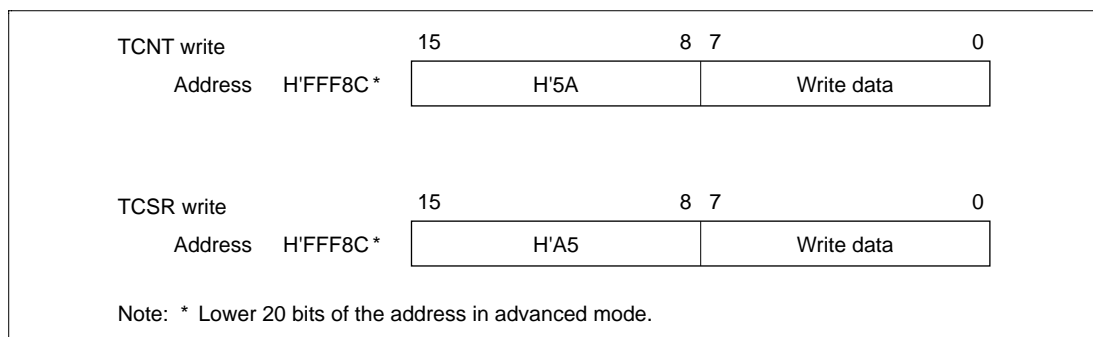 TCNT write 15 8 7 0
Address H'FFF8C * H'5A Write data
TCSR write 15 8 7 0
Address H'FFF8C * H'A5 Write data
Note: * Lower 20 bits of the address in advanced mode.